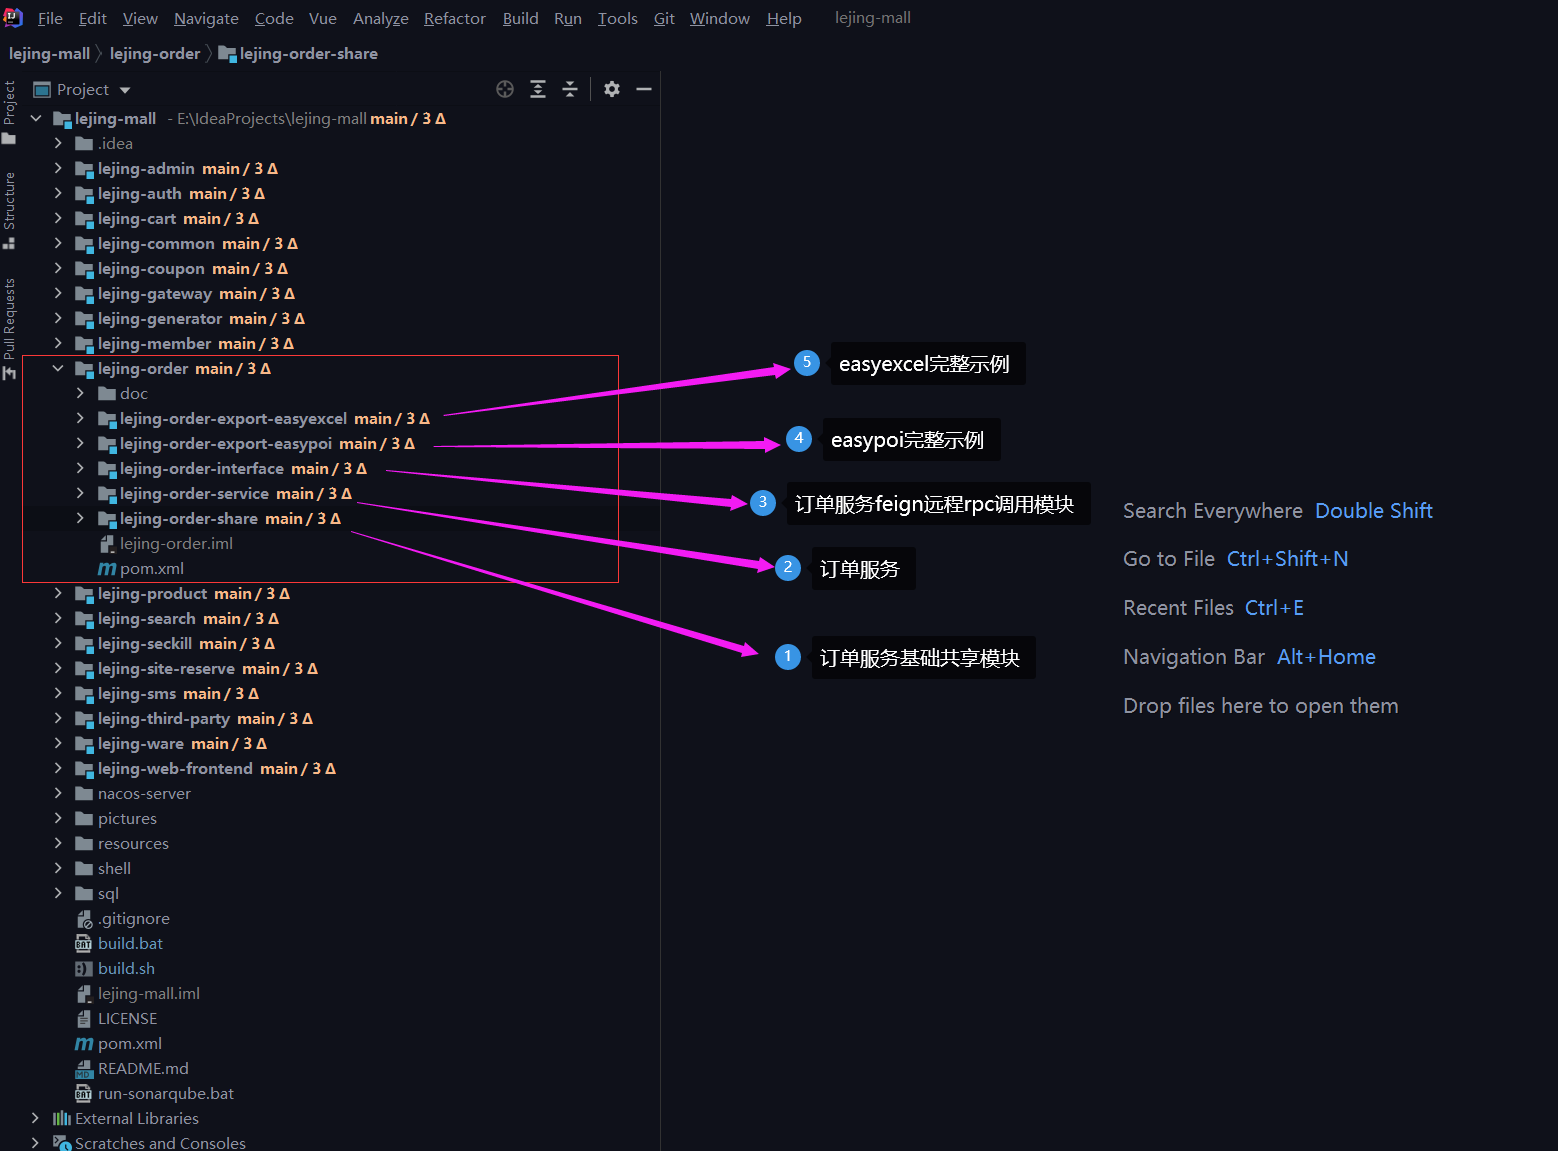 File Edit View Navigate Code Vue Analyze Refactor Build Run Tools Git Window Help lejing-mall
lejing-mall lejing-order lejing-order-share
Project
Structure
Pull Requests
Project
lejing-mall - E:\IdeaProjects\lejing-mall main / 3 Δ
.idea
lejing-admin main / 3 Δ
lejing-auth main / 3 Δ
lejing-cart main / 3 Δ
lejing-common main / 3 Δ
lejing-coupon main / 3 Δ
lejing-gateway main / 3 Δ
lejing-generator main / 3 Δ
lejing-member main / 3 Δ
lejing-order main / 3 Δ
doc
lejing-order-export-easyexcel main / 3 Δ
lejing-order-export-easypoi main / 3 Δ
lejing-order-interface main / 3 Δ
lejing-order-service main / 3 Δ
lejing-order-share main / 3 Δ
lejing-order.iml
pom.xml
lejing-product main / 3 Δ
lejing-search main / 3 Δ
lejing-seckill main / 3 Δ
lejing-site-reserve main / 3 Δ
lejing-sms main / 3 Δ
lejing-third-party main / 3 Δ
lejing-ware main / 3 Δ
lejing-web-frontend main / 3 Δ
nacos-server
pictures
resources
shell
sql
.gitignore
build.bat
build.sh
lejing-mall.iml
LICENSE
pom.xml
README.md
run-sonarqube.bat
External Libraries
Scratches and Consoles
5 easyexcel完整示例
4 easypoi完整示例
3 订单服务feign远程rpc调用模块
2 订单服务
1 订单服务基础共享模块
Search Everywhere Double Shift
Go to File Ctrl+Shift+N
Recent Files Ctrl+E
Navigation Bar Alt+Home
Drop files here to open them